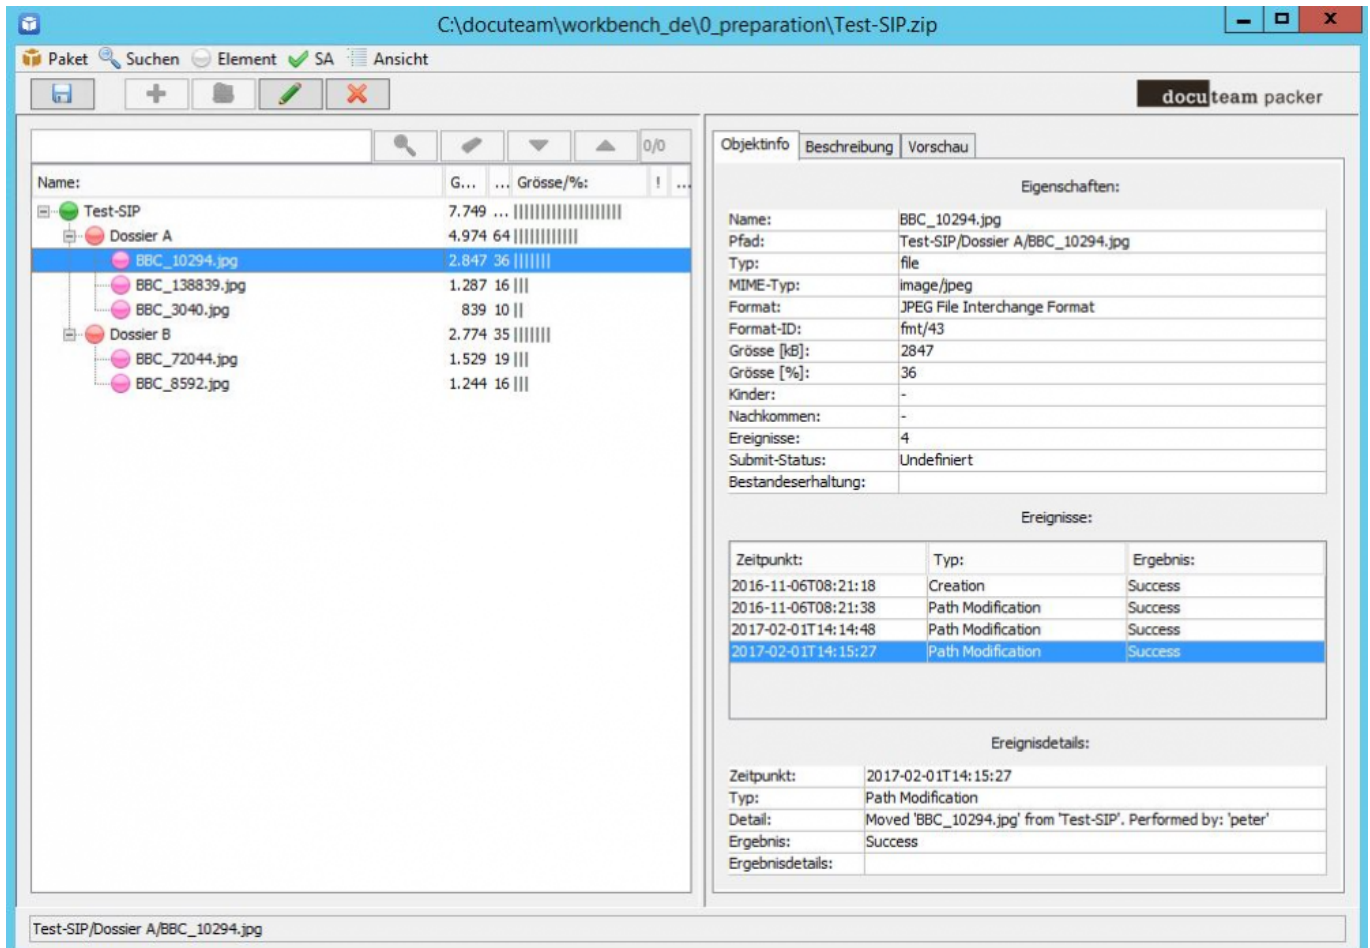 C:\docuteam\workbench_de\0_preparation\Test-SIP.zip
Paket Suchen Element SA Ansicht
docuteam packer
0/0
Name: G... ... Grösse/%: ! ...
Test-SIP 7.749 ...
Dossier A 4.974 64
BBC_10294.jpg 2.847 36
BBC_138839.jpg 1.287 16
BBC_3040.jpg 839 10
Dossier B 2.774 35
BBC_72044.jpg 1.529 19
BBC_8592.jpg 1.244 16
Objektinfo Beschreibung Vorschau
Eigenschaften:
Name: BBC_10294.jpg
Pfad: Test-SIP/Dossier A/BBC_10294.jpg
Typ: file
MIME-Typ: image/jpeg
Format: JPEG File Interchange Format
Format-ID: fmt/43
Grösse [kB]: 2847
Grösse [%]: 36
Kinder: -
Nachkommen: -
Ereignisse: 4
Submit-Status: Undefiniert
Bestandeserhaltung:
Ereignisse:
Zeitpunkt: Typ: Ergebnis:
2016-11-06T08:21:18 Creation Success
2016-11-06T08:21:38 Path Modification Success
2017-02-01T14:14:48 Path Modification Success
2017-02-01T14:15:27 Path Modification Success
Ereignisdetails:
Zeitpunkt: 2017-02-01T14:15:27
Typ: Path Modification
Detail: Moved 'BBC_10294.jpg' from 'Test-SIP'. Performed by: 'peter'
Ergebnis: Success
Ergebnisdetails:
Test-SIP/Dossier A/BBC_10294.jpg